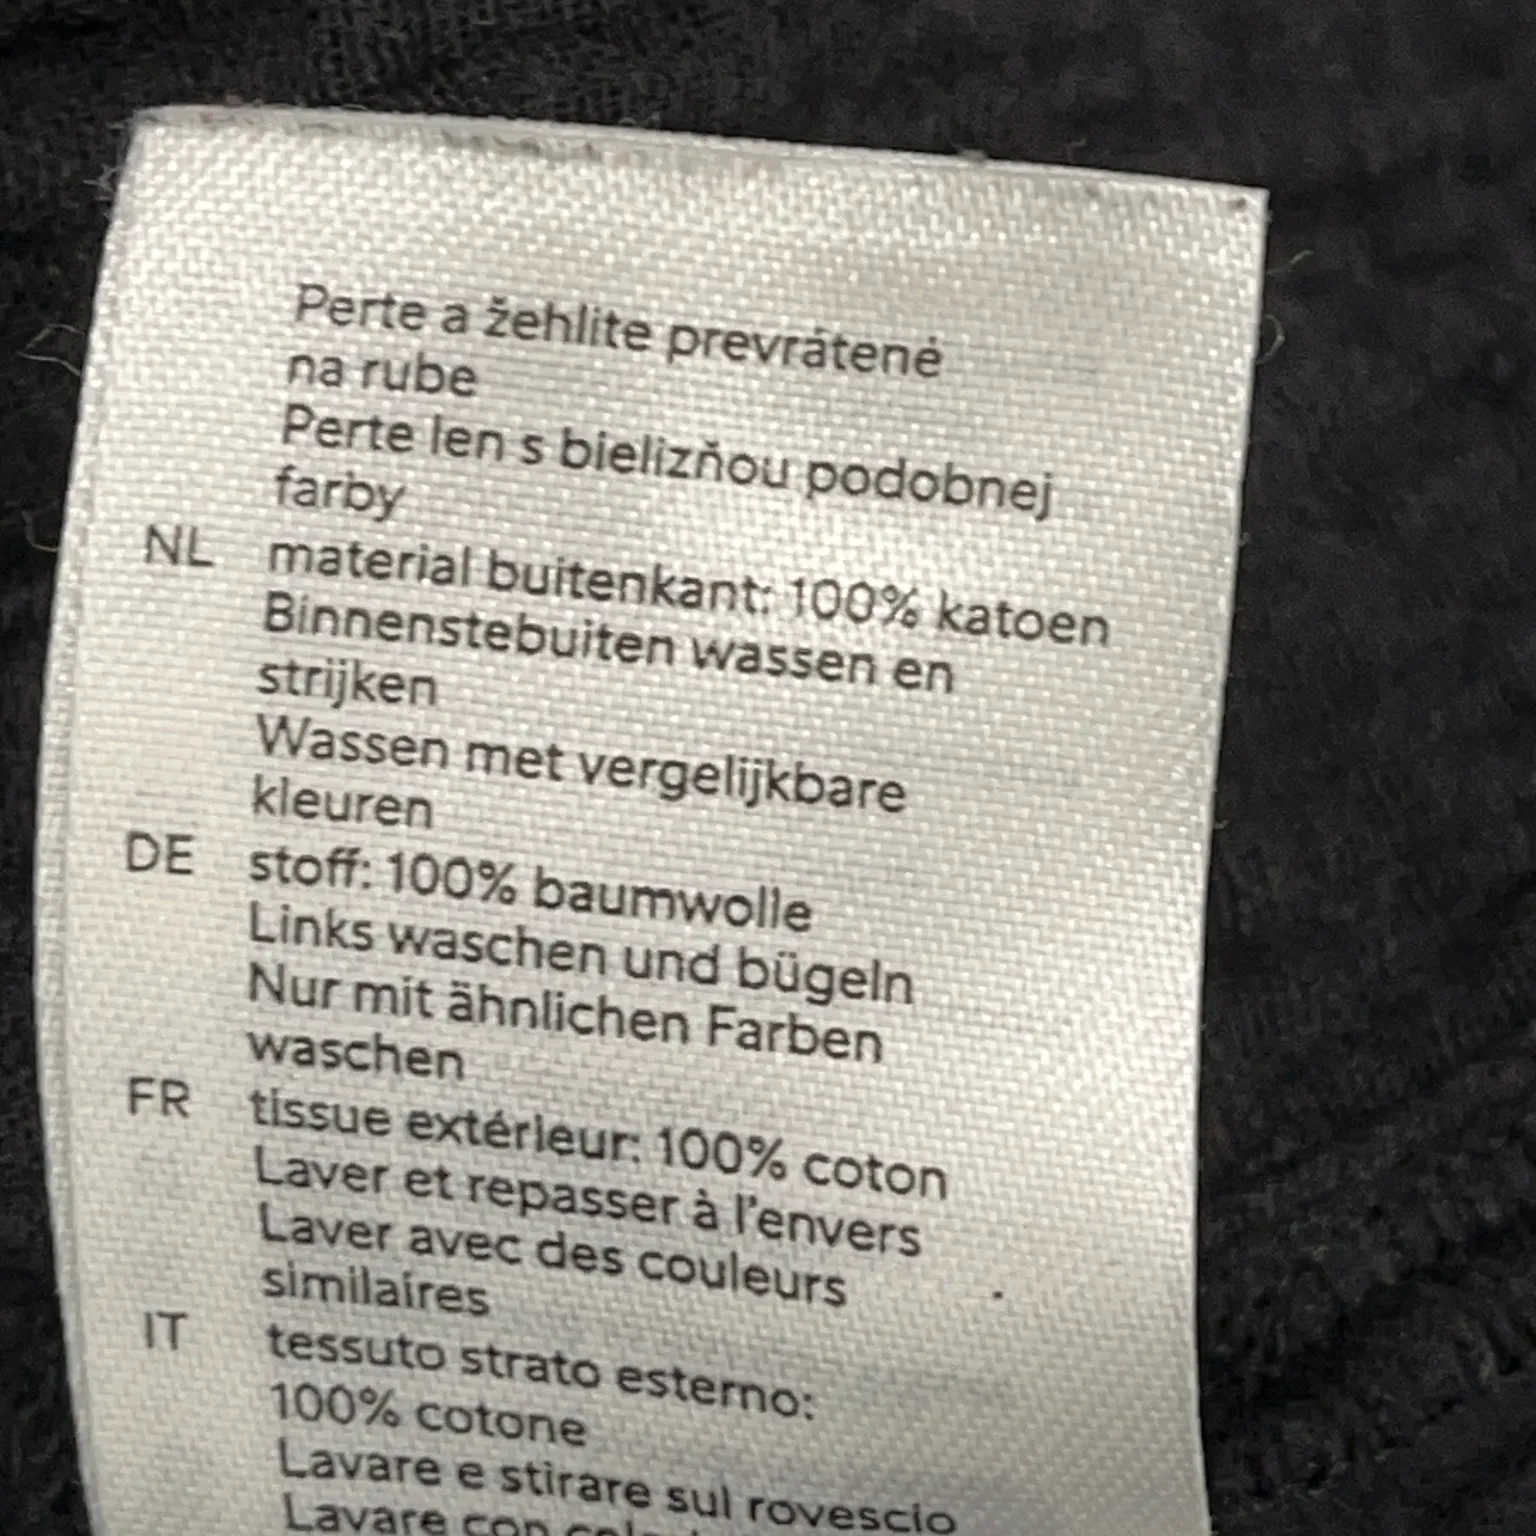 Perte a žehlite prevrátené
na rube
Perte len s bielizňou podobnej
farby
NL material buitenkant: 100% katoen
Binnenstebuiten wassen en
strijken
Wassen met vergelijkbare
kleuren
DE stoff: 100% baumwolle
Links waschen und bügeln
Nur mit ähnlichen Farben
waschen
FR tissue extérieur: 100% coton
Laver et repasser à l'envers
Laver avec des couleurs
similaires
IT tessuto strato esterno:
100% cotone
Lavare e stirare sul rovescio
Lavare con